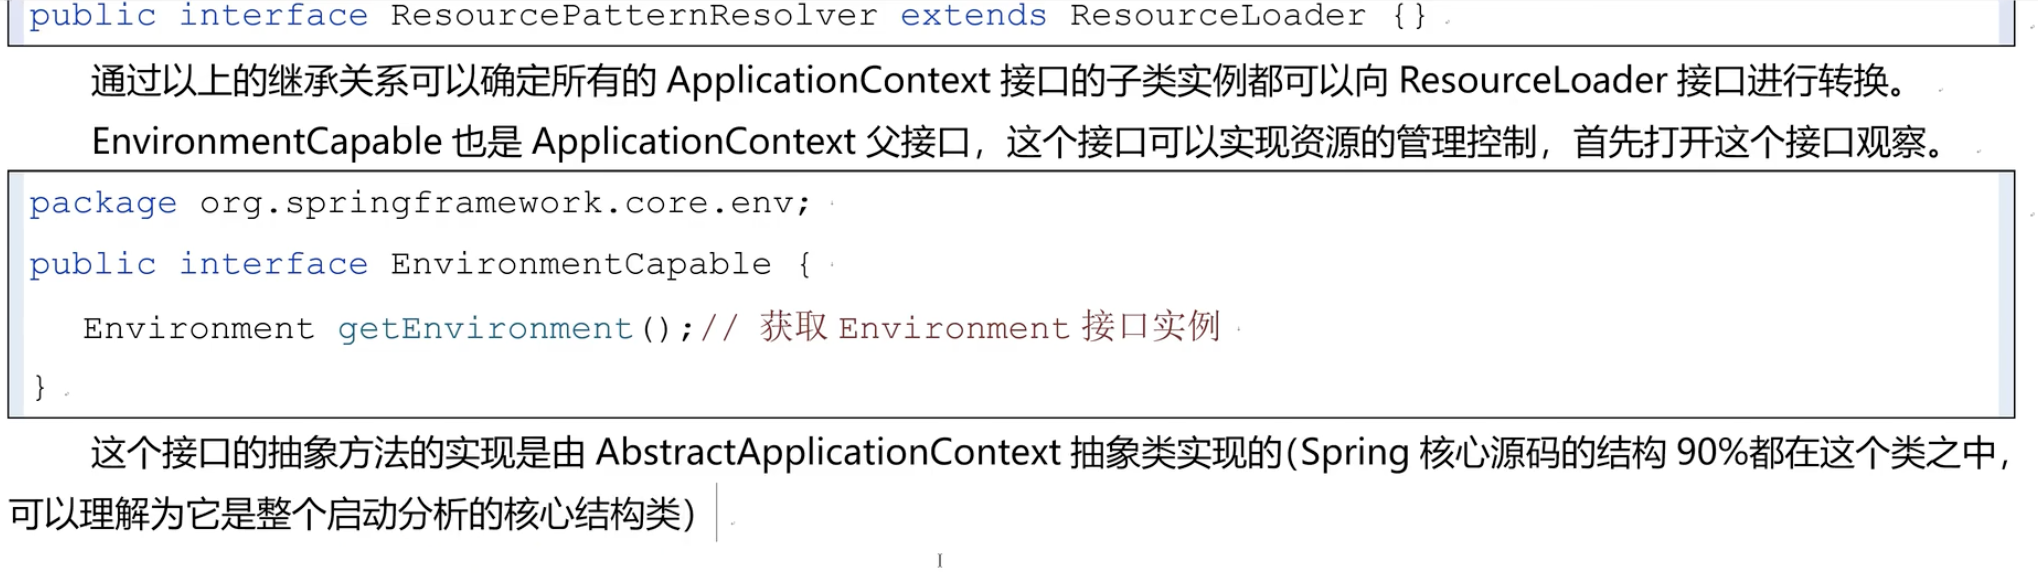 public interface ResourcePatternResolver extends ResourceLoader {}
通过以上的继承关系可以确定所有的 ApplicationContext 接口的子类实例都可以向 ResourceLoader 接口进行转换。
EnvironmentCapable 也是 ApplicationContext 父接口，这个接口可以实现资源的管理控制，首先打开这个接口观察。
package org.springframework.core.env;
public interface EnvironmentCapable {
Environment getEnvironment();// 获取 Environment 接口实例
}
这个接口的抽象方法的实现是由 AbstractApplicationContext 抽象类实现的（Spring 核心源码的结构 90%都在这个类之中，
可以理解为它是整个启动分析的核心结构类）